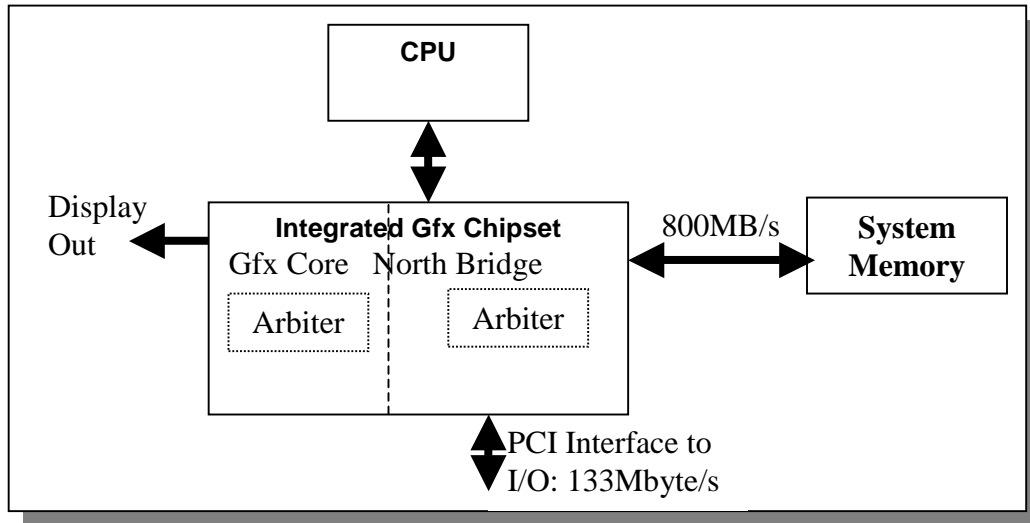 CPU
Display
Out
Integrated Gfx Chipset
Gfx Core North Bridge
Arbiter
Arbiter
800MB/s
System
Memory
PCI Interface to
I/O: 133Mbyte/s